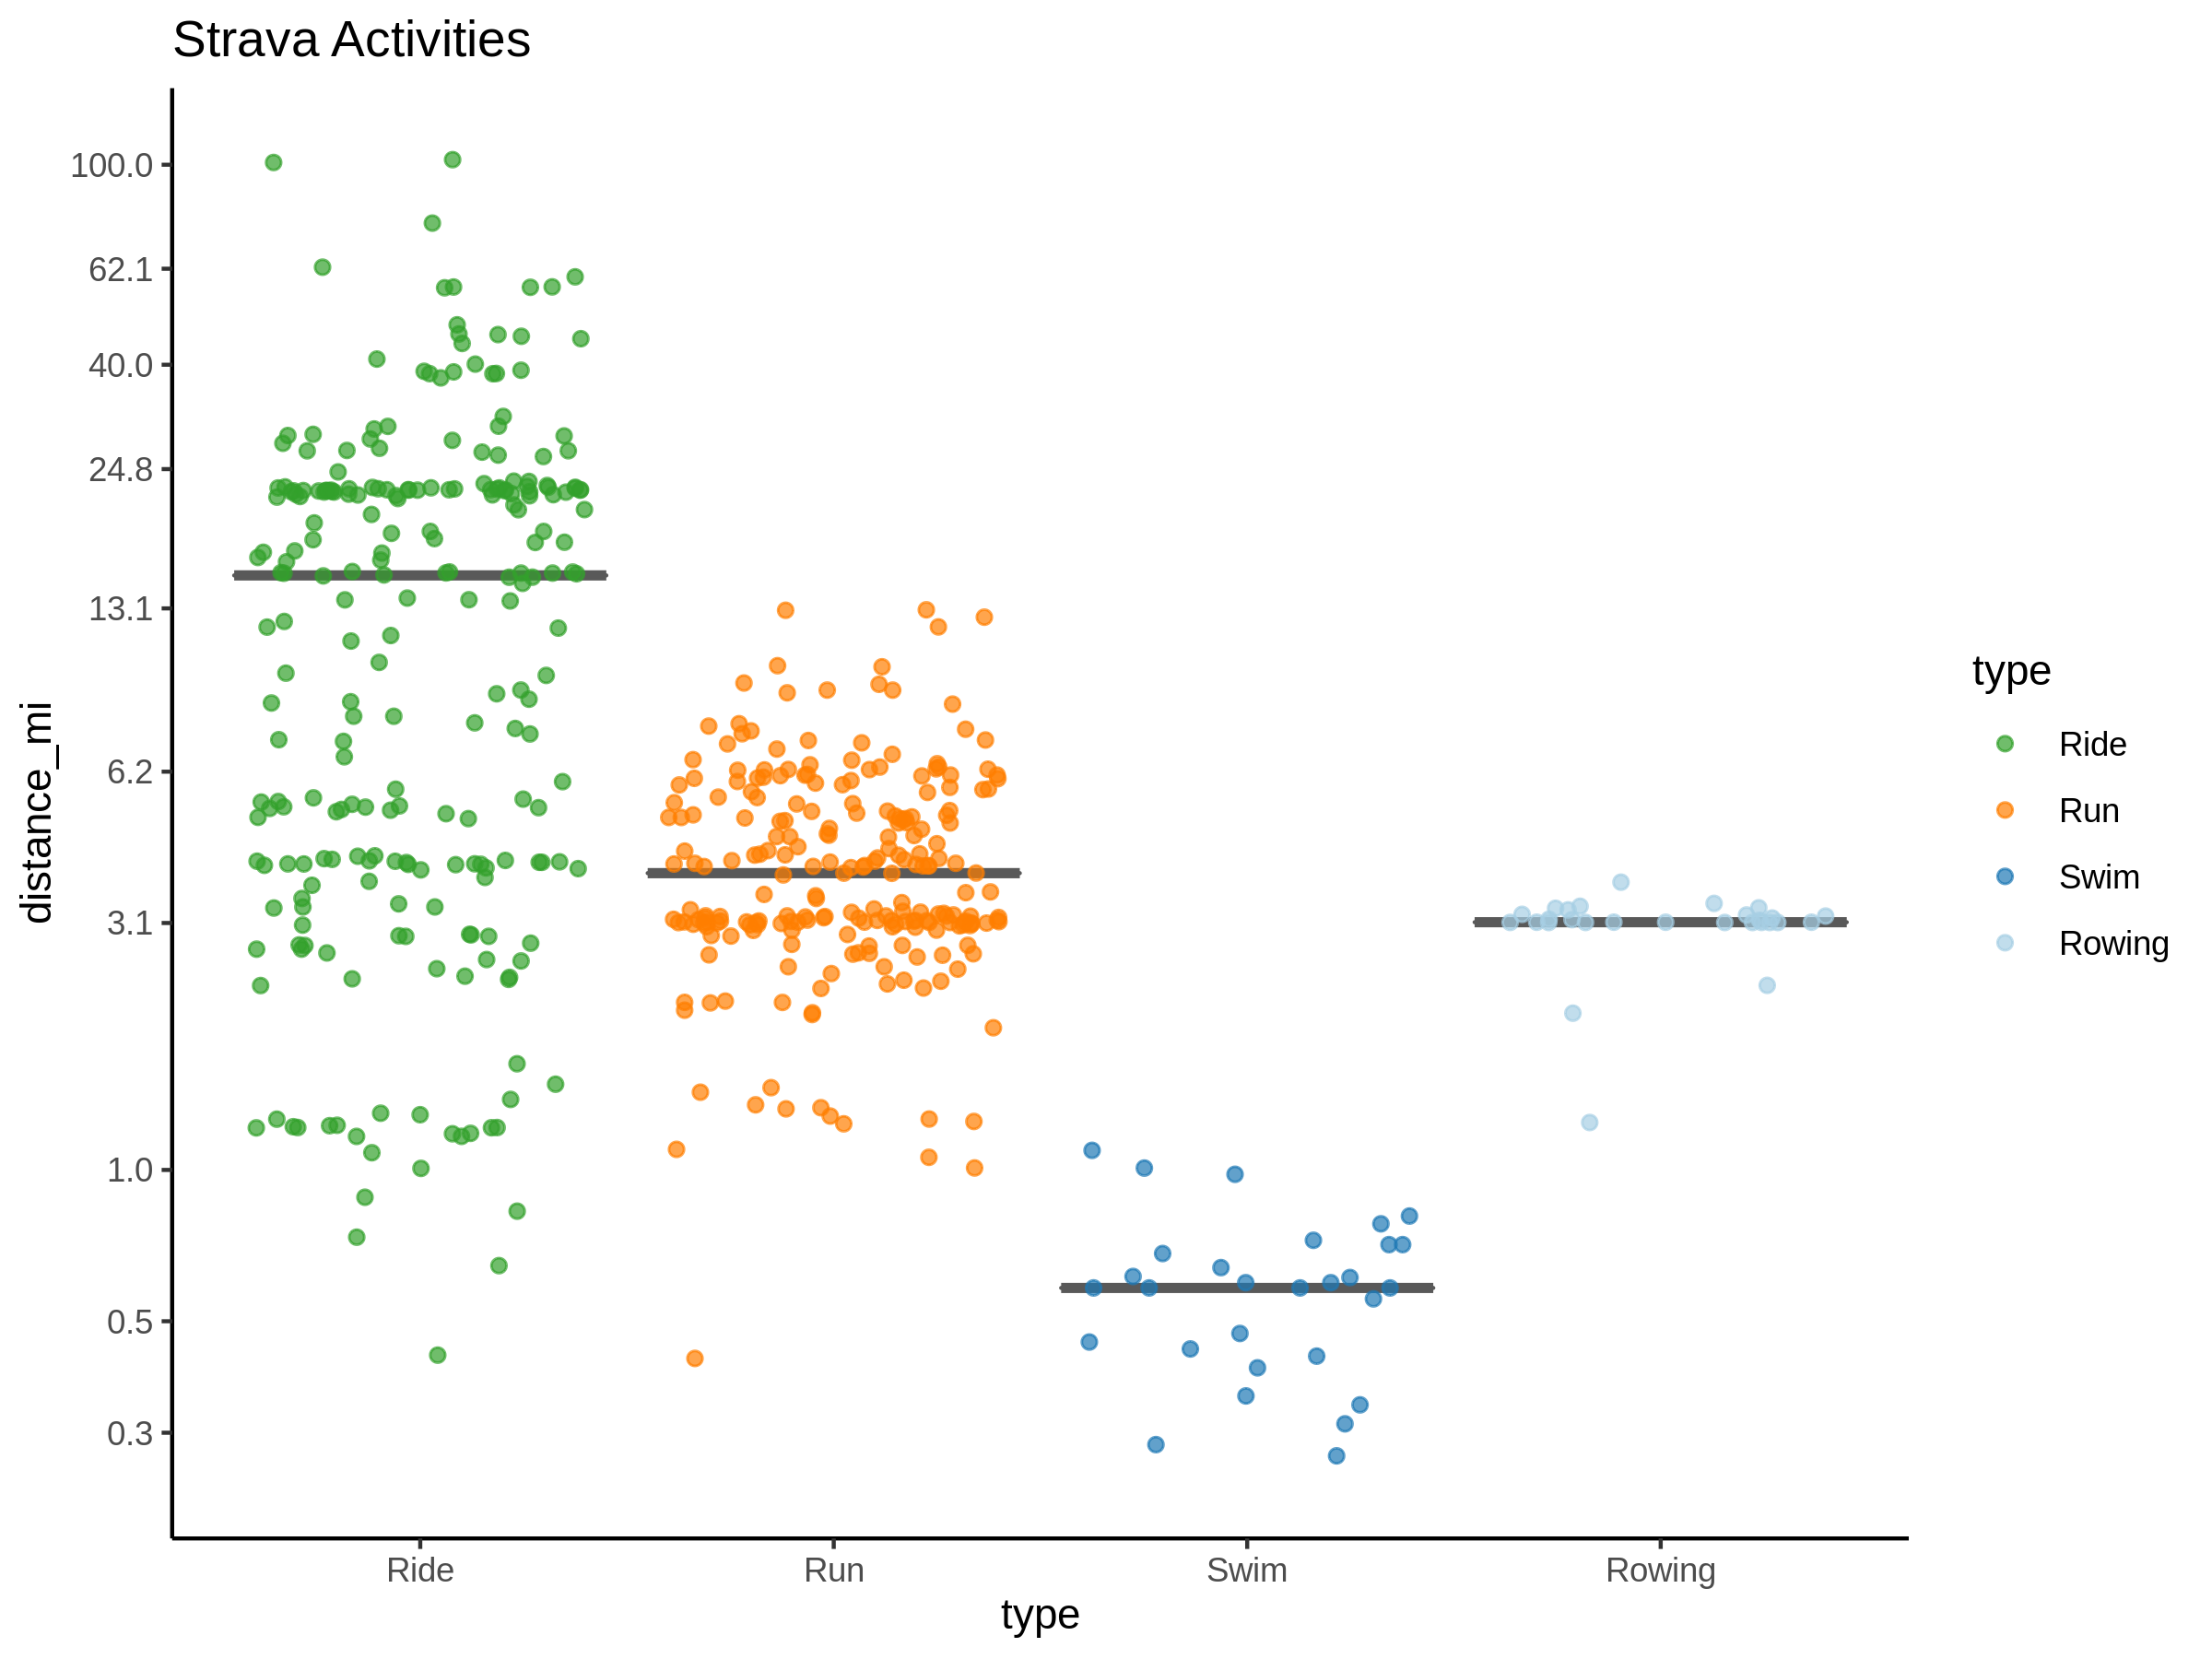 Strava Activities
distance_mi
100.0
62.1
40.0
24.8
13.1
6.2
3.1
1.0
0.5
0.3
Ride Run Swim Rowing
type
type
Ride
Run
Swim
Rowing